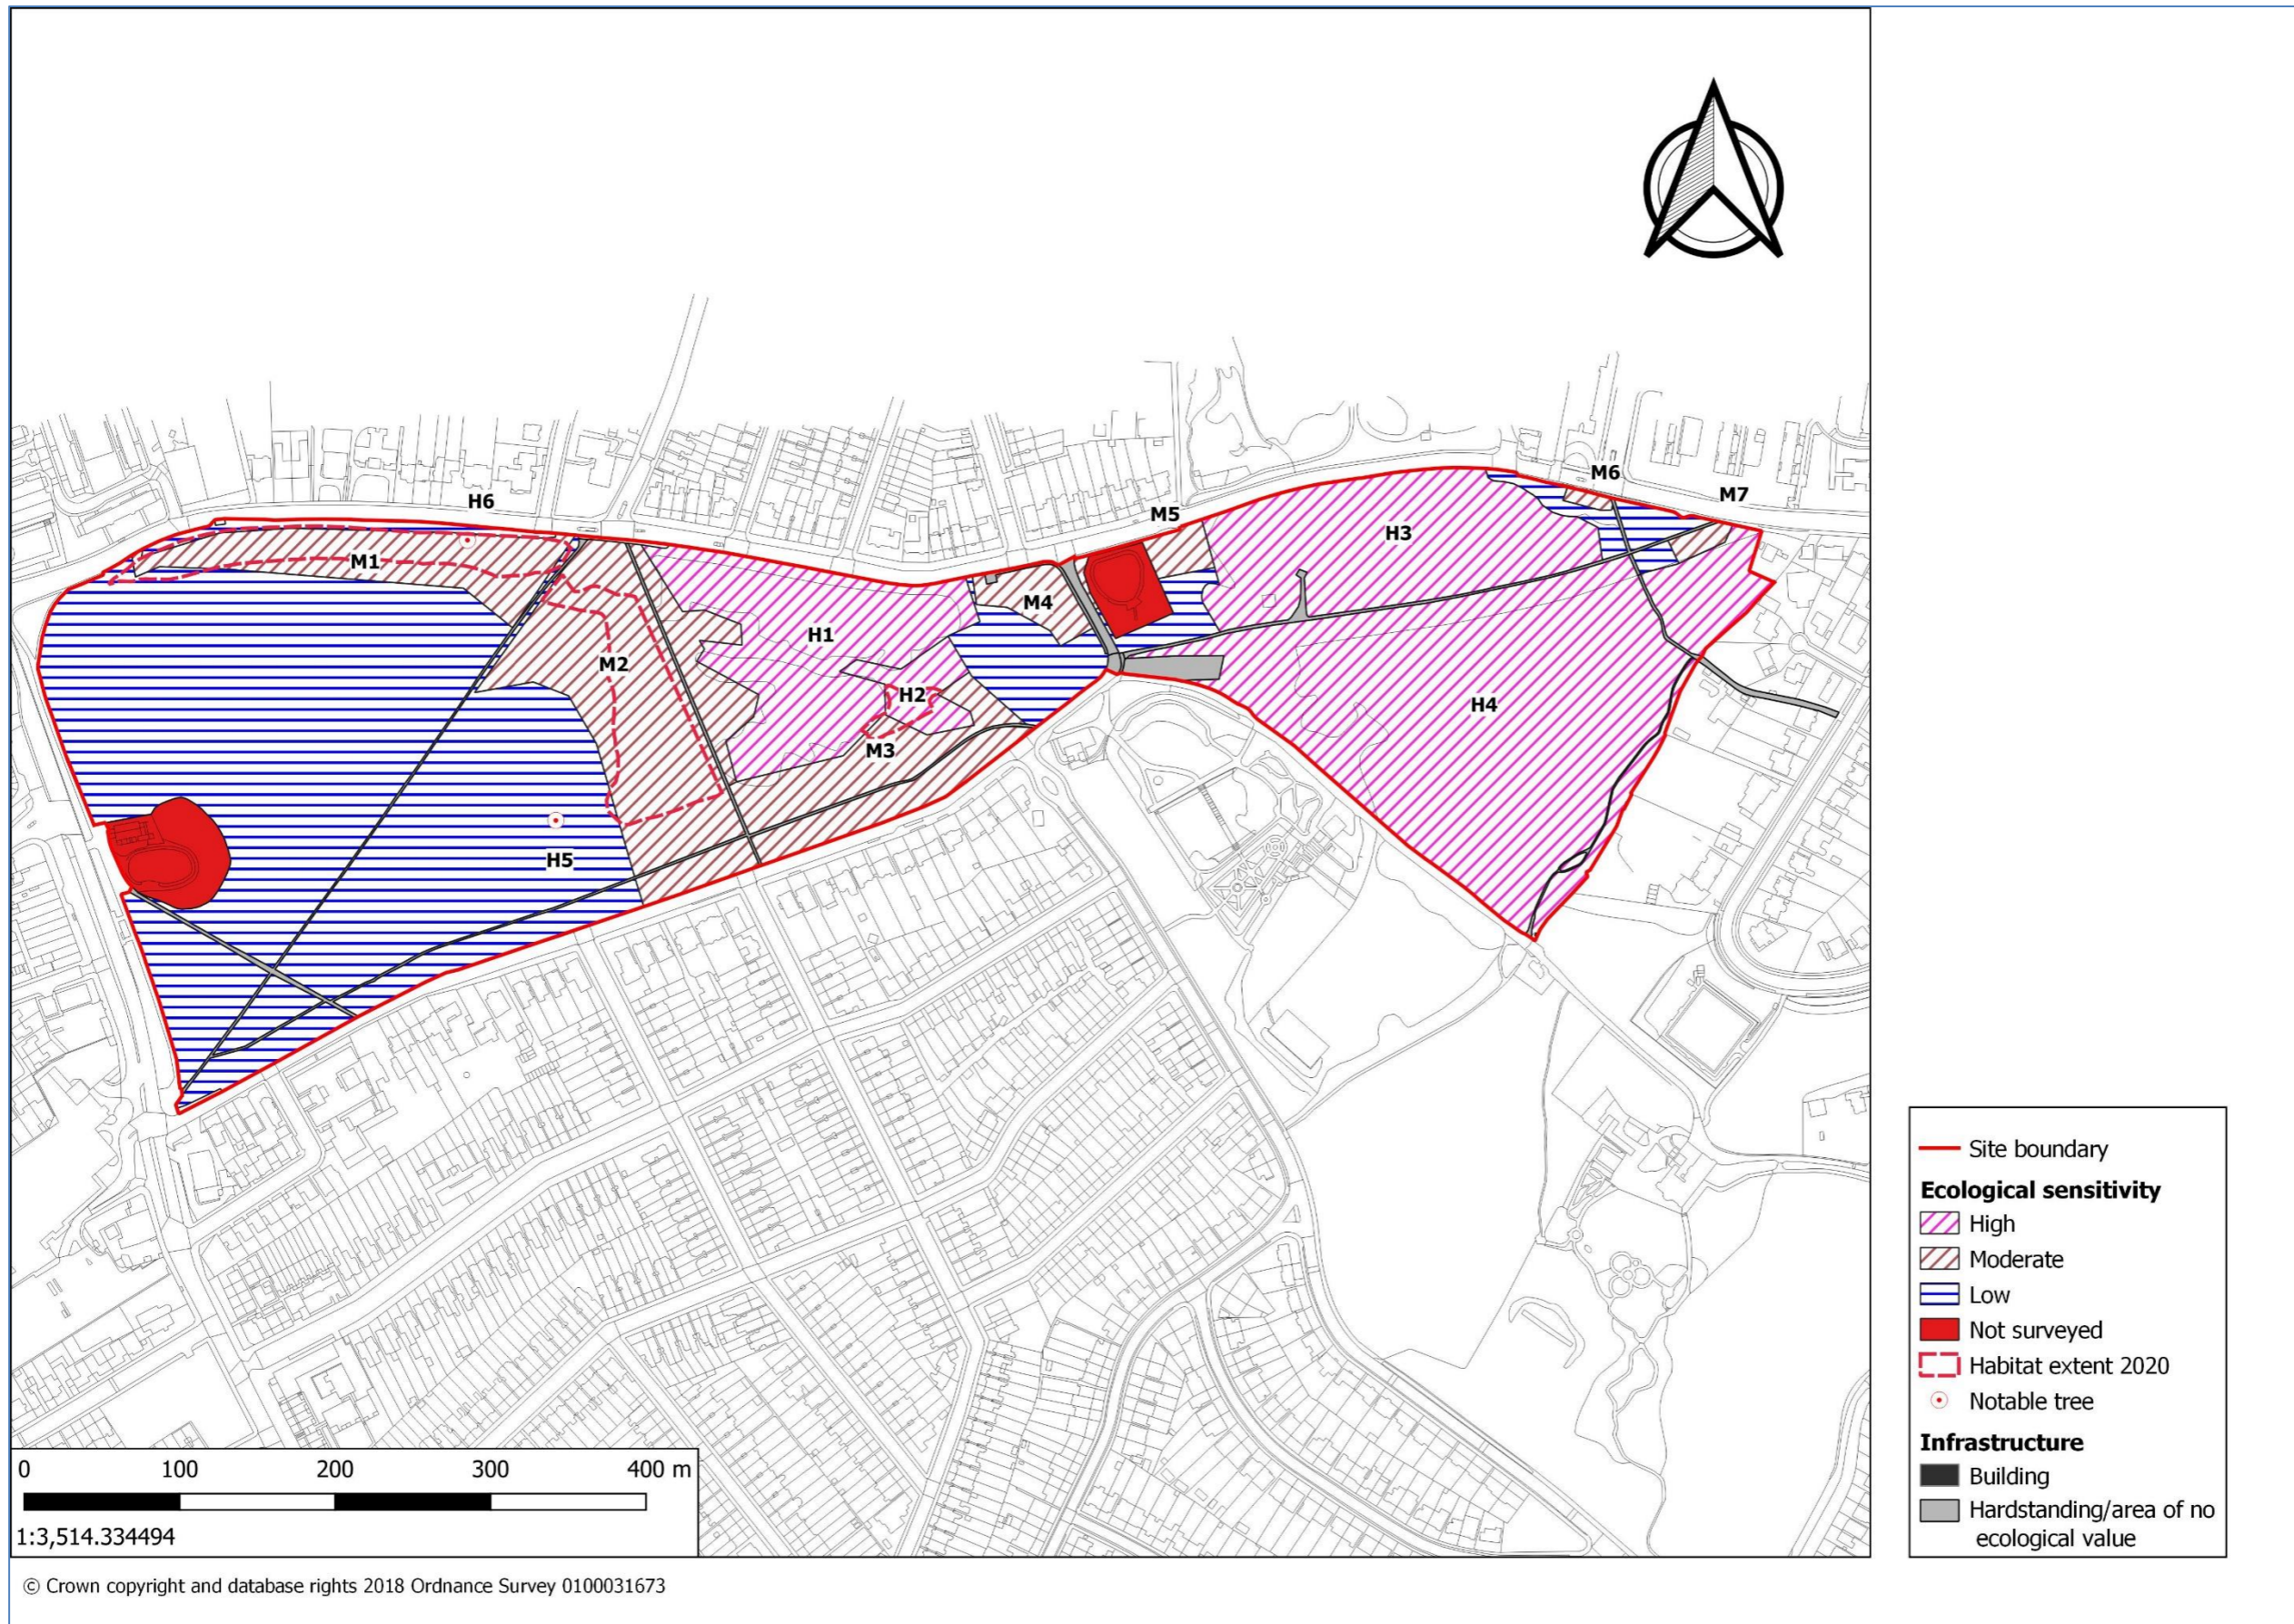 H6
M5
M6
M7
H3
M1
M4
H1
M2
H2
H4
M3
H5
Site boundary
Ecological sensitivity
High
Moderate
Low
Not surveyed
Habitat extent 2020
Notable tree
Infrastructure
Building
Hardstanding/area of no
ecological value
0 100 200 300 400 m
1:3,514.334494
© Crown copyright and database rights 2018 Ordnance Survey 0100031673